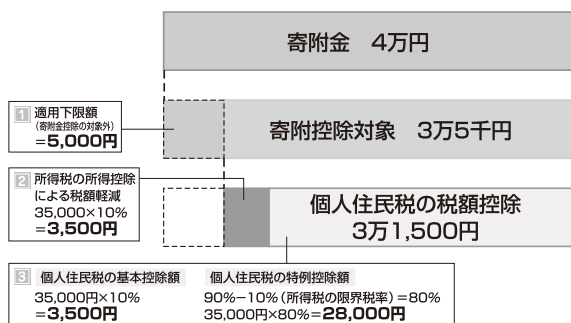 寄附金　4万円
1 適用下限額
（寄附金控除の対象外）
＝5,000円
寄附控除対象　3万5千円
2 所得税の所得控除
による税額軽減
35,000×10%
＝3,500円
個人住民税の税額控除
3万1,500円
3 個人住民税の基本控除額
35,000円×10%
＝3,500円
個人住民税の特例控除額
90%−10%（所得税の限界税率）＝80%
35,000円×80%＝28,000円